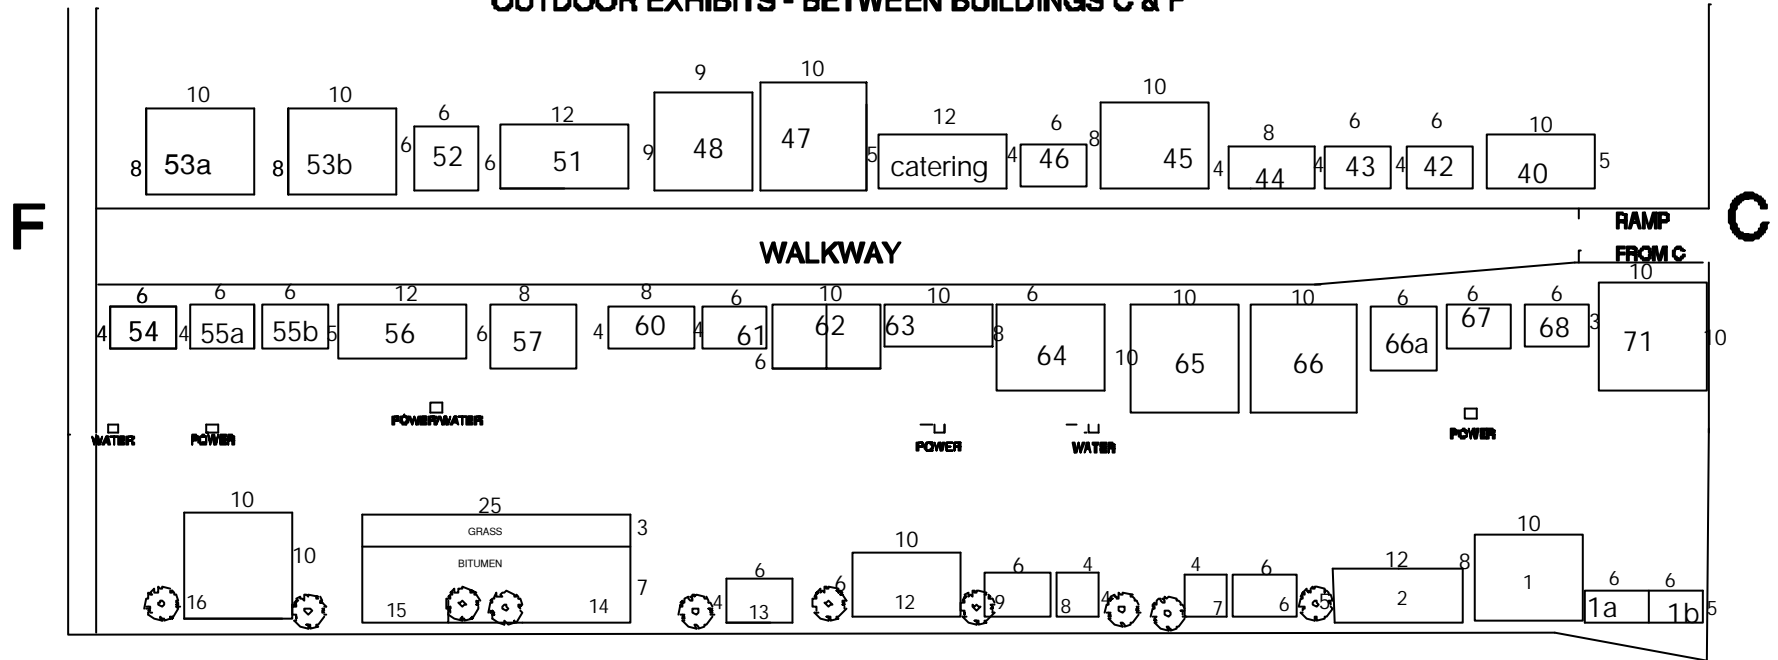 OUTDOOR EXHIBITS - BETWEEN BUILDINGS C & F
9 10
10 10 12 10
6 12 6 8 6 6 10
8 53a 8 53b 6 52 6 51 9 48 47 5 catering 4 46 8 45 4 44 4 43 4 42 40 5
F C
RAMP
WALKWAY FROM C
10
6 6 6 12 8 8 6 10 10 6 10 10 6 6 6
4 54 4 55a 55b 5 56 6 57 4 60 4 61 62 63 8 64 10 65 66 66a 67 68 3 71 10
6
POWER/WATER
WATER POWER POWER WATER POWER
10 25 10
GRASS 3
10 10 12 8
BITUMEN 6 6 4 4 6 6 6
10 7 6 1 5
16 15 14 4 13 12 9 8 4 7 6 5 2 1a 1b